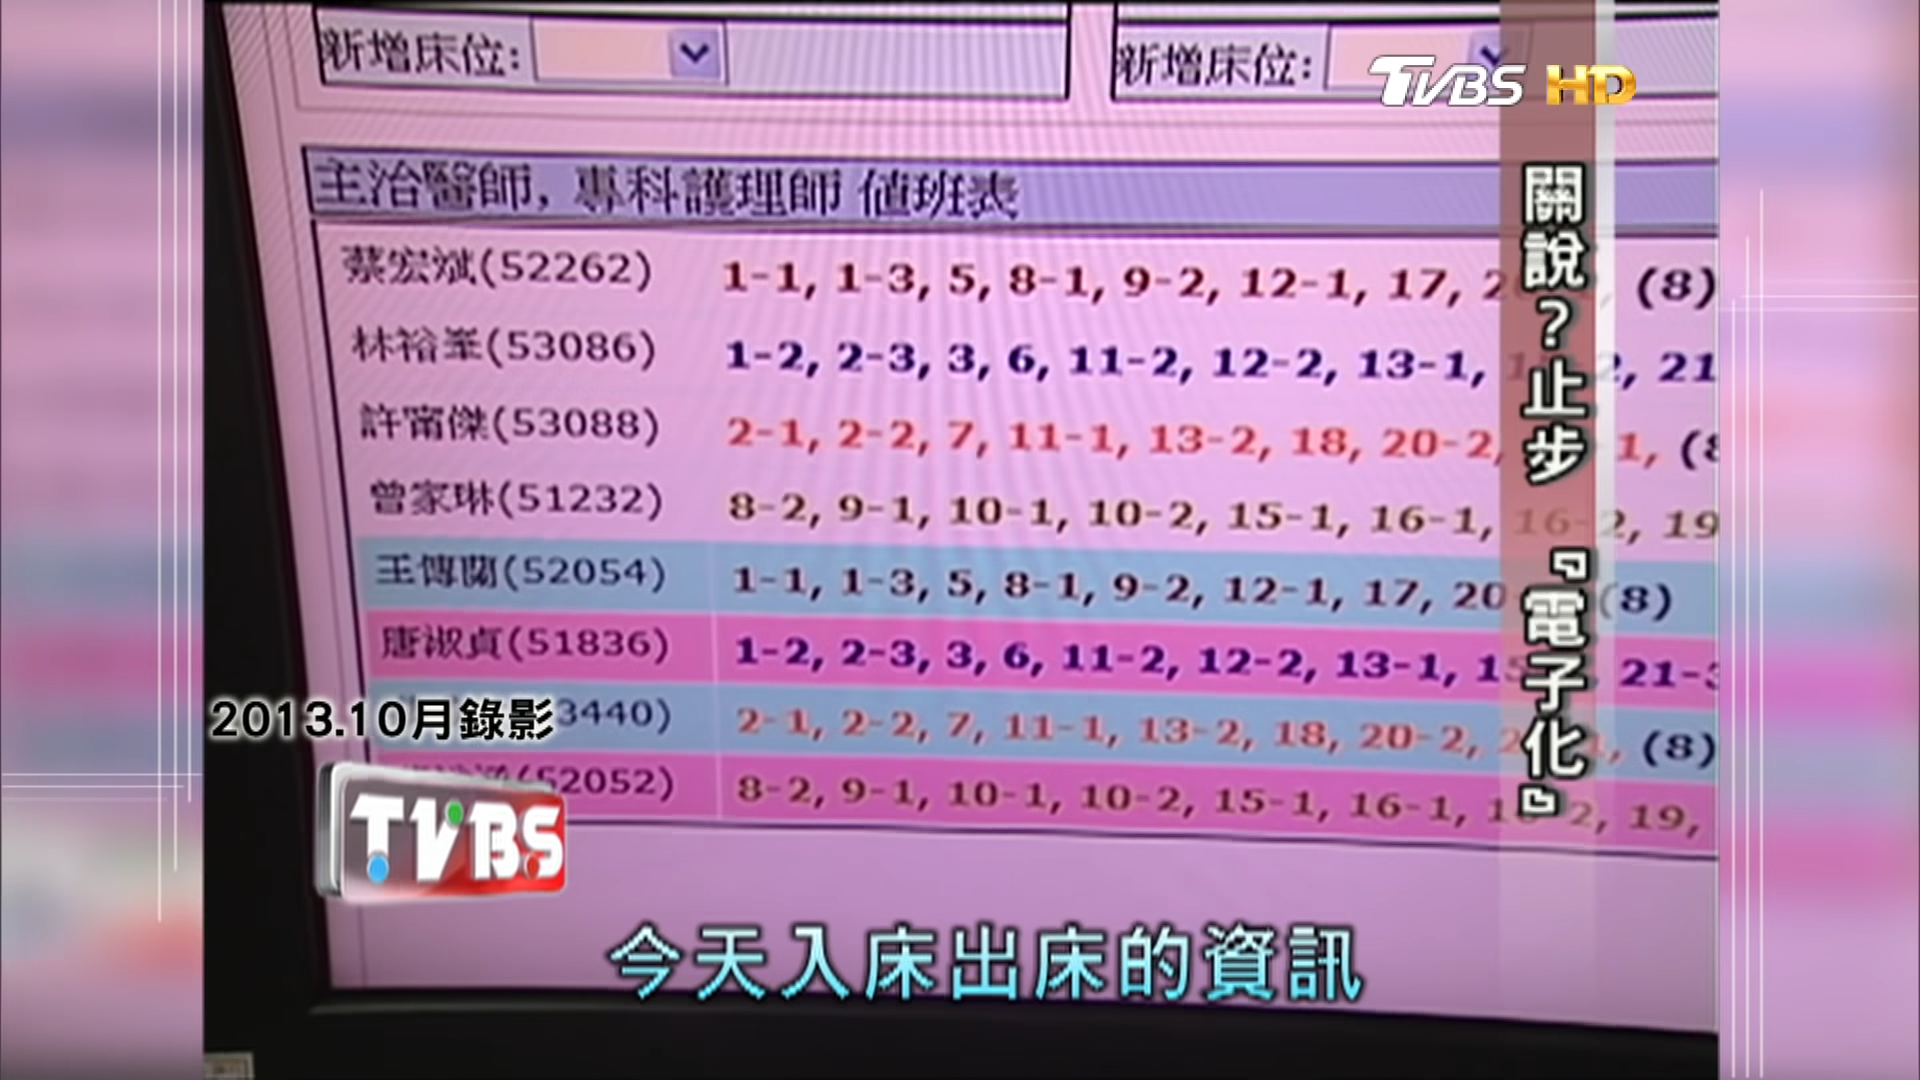 新增床位:
新增床位:
TVBS HD
主治醫師, 專科護理師 值班表
蔡宏斌(52262) 1-1, 1-3, 5, 8-1, 9-2, 12-1, 17, (8)
林裕峯(53086) 1-2, 2-3, 3, 6, 11-2, 12-2, 13-1, 21
許甯傑(53088) 2-1, 2-2, 7, 11-1, 13-2, 18, 20-2, (8
曾家琳(51232) 8-2, 9-1, 10-1, 10-2, 15-1, 16-1, 16-2, 19
王傳蘭(52054) 1-1, 1-3, 5, 8-1, 9-2, 12-1, 17, 20 (8)
唐淑貞(51836) 1-2, 2-3, 3, 6, 11-2, 12-2, 13-1, 21-3
3440) 2-1, 2-2, 7, 11-1, 13-2, 18, 20-2, (8)
(52052) 8-2, 9-1, 10-1, 10-2, 15-1, 16-1, 19,
關說?止步『電子化』
2013.10月錄影
TVBS
今天入床出床的資訊